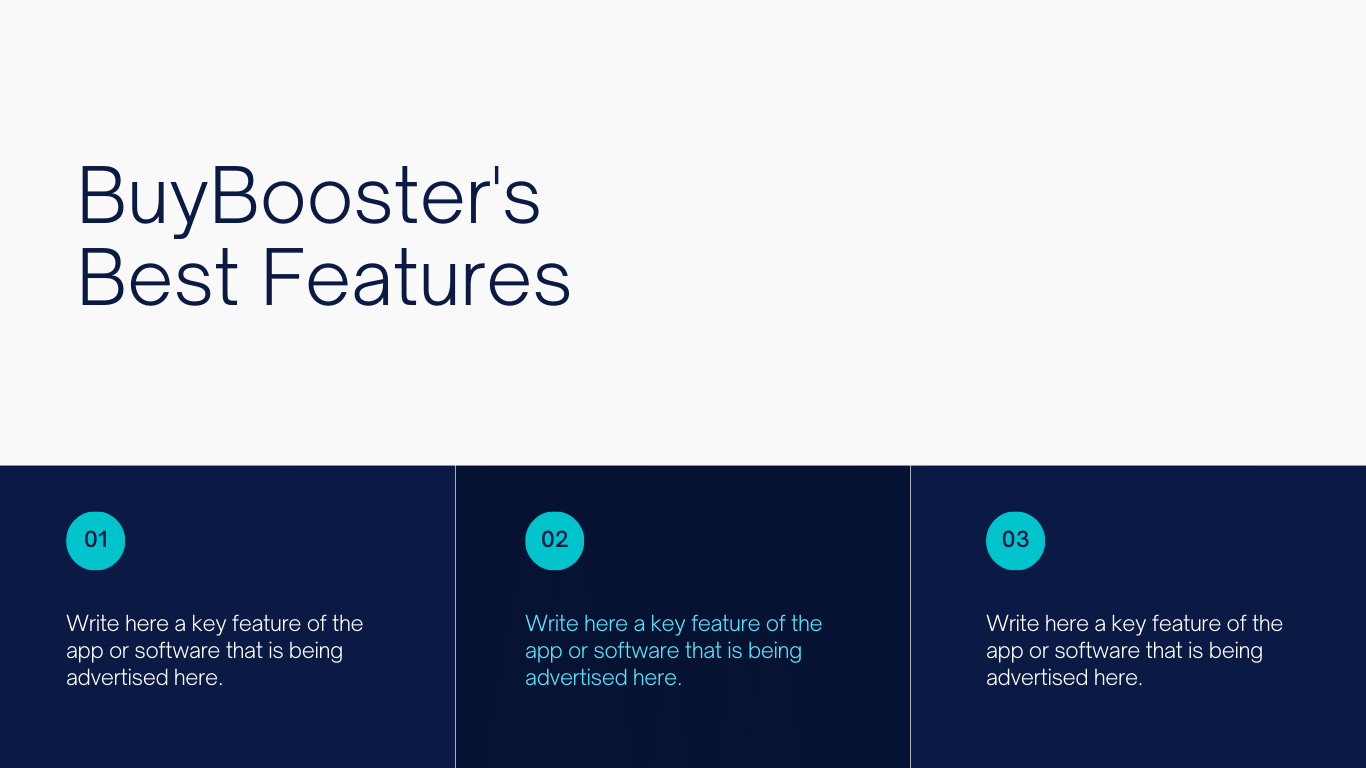 BuyBooster's
Best Features
01
Write here a key feature of the
app or software that is being
advertised here.
02
Write here a key feature of the
app or software that is being
advertised here.
03
Write here a key feature of the
app or software that is being
advertised here.